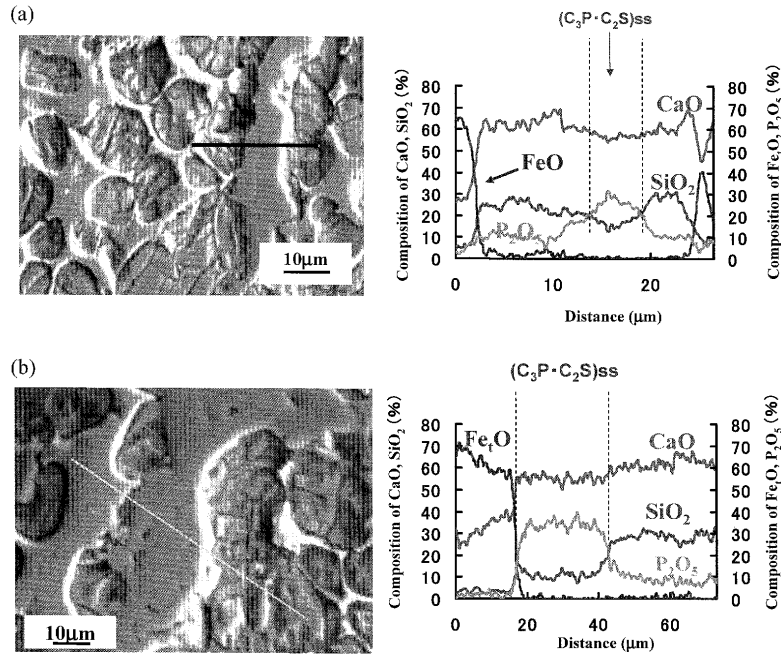 (a)
10μm
(C₃P·C₂S)ss
Composition of CaO, SiO₂ (%)
80
70
60
50
40
30
20
10
0
CaO
FeO
SiO₂
P₂O₅
80
70
60
50
40
30
20
10
0
Composition of FeₜO, P₂O₅ (%)
0 10 20
Distance (μm)
(b)
10μm
(C₃P·C₂S)ss
Composition of CaO, SiO₂ (%)
80
70
60
50
40
30
20
10
0
FeₜO
CaO
SiO₂
P₂O₅
80
70
60
50
40
30
20
10
0
Composition of FeₜO, P₂O₅ (%)
0 20 40 60
Distance (μm)